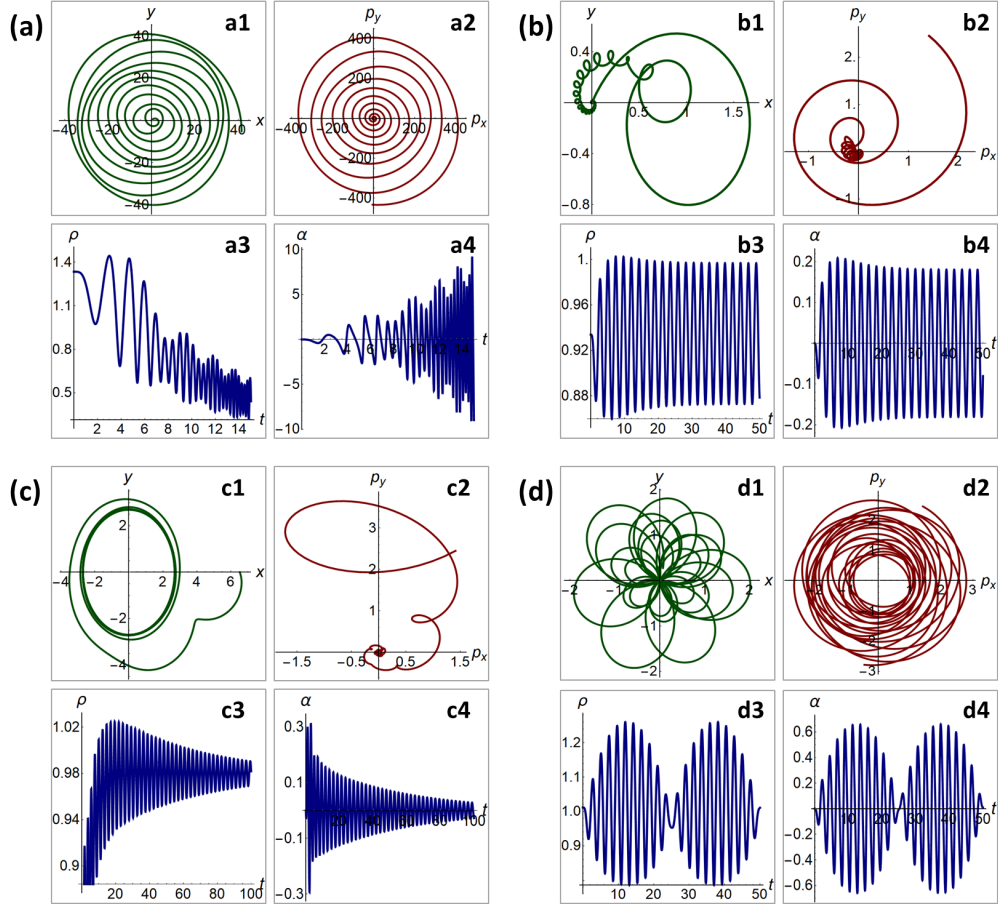 (a)
y a1
40
20
−40 −20 20 40 x
−20
−40
p_y a2
400
200
−400 −200 200 400 p_x
−200
−400
ρ a3
1.4
1.1
0.8
0.5
2 4 6 8 10 12 14 t
α a4
10
5
2 4 6 8 10 12 14 t
−5
−10
(b)
y b1
0.4
0.5 1 1.5 x
−0.4
−0.8
p_y b2
2
1
−1 1 2 p_x
−1
ρ b3
1.
0.96
0.92
0.88
10 20 30 40 50 t
α b4
0.2
0.1
10 20 30 40 50 t
−0.1
−0.2
(c)
y c1
2
−4 −2 2 4 6 x
−2
−4
p_y c2
3
2
1
−1.5 −0.5 0.5 1.5 p_x
ρ c3
1.02
0.98
0.94
0.9
20 40 60 80 100 t
α c4
0.3
0.1
20 40 60 80 100 t
−0.1
−0.3
(d)
y d1
2
1
−2 −1 1 2 x
−1
−2
p_y d2
2
1
−2 −1 1 2 3 p_x
−2
−3
ρ d3
1.2
1.1
1.0
0.9
10 20 30 40 50 t
α d4
0.6
0.4
0.2
10 20 30 40 50 t
−0.2
−0.4
−0.6